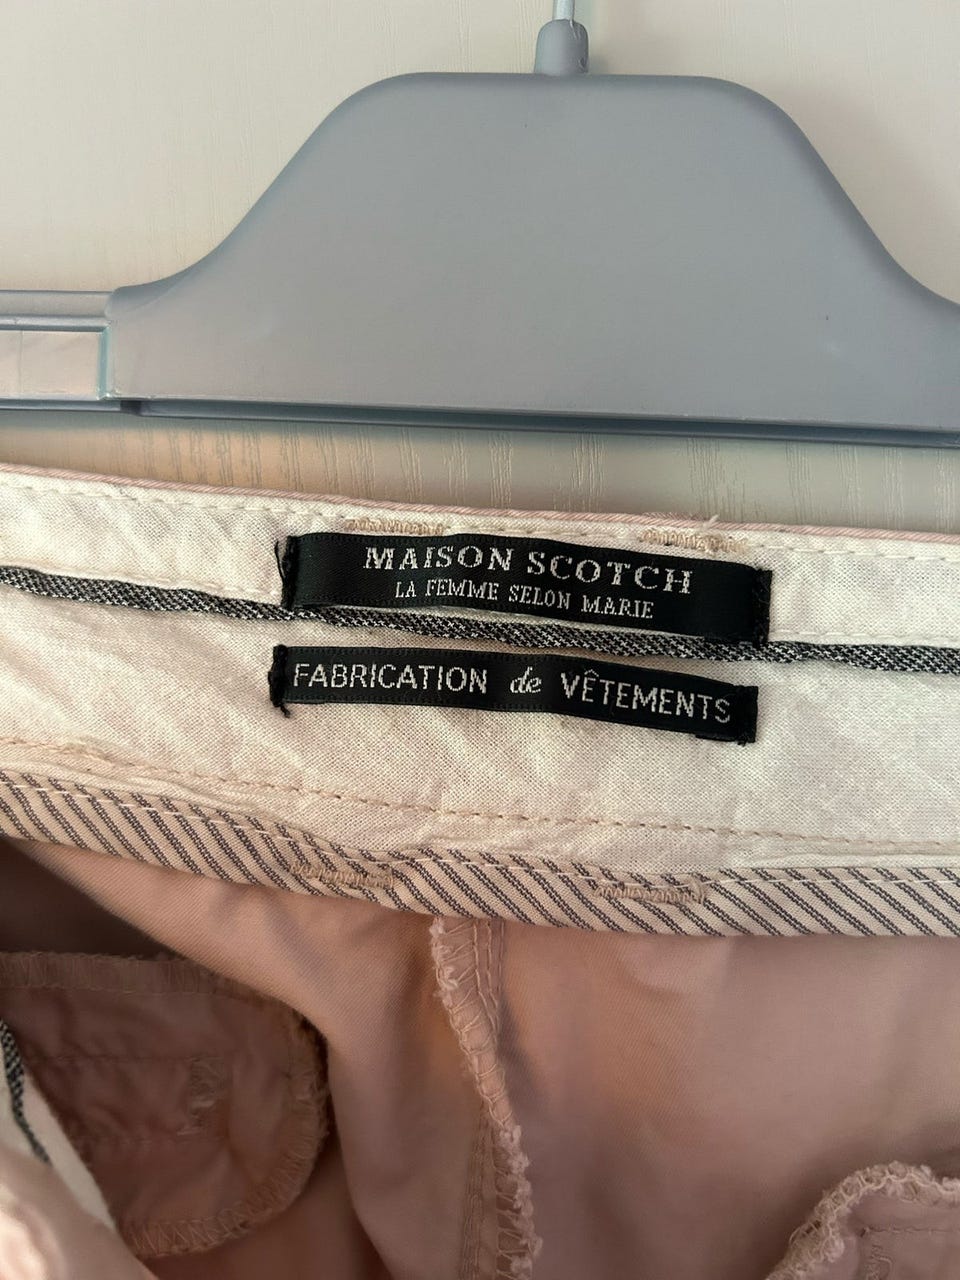 MAISON SCOTCH
LA FEMME SELON MARIE
FABRICATION de VÊTEMENTS